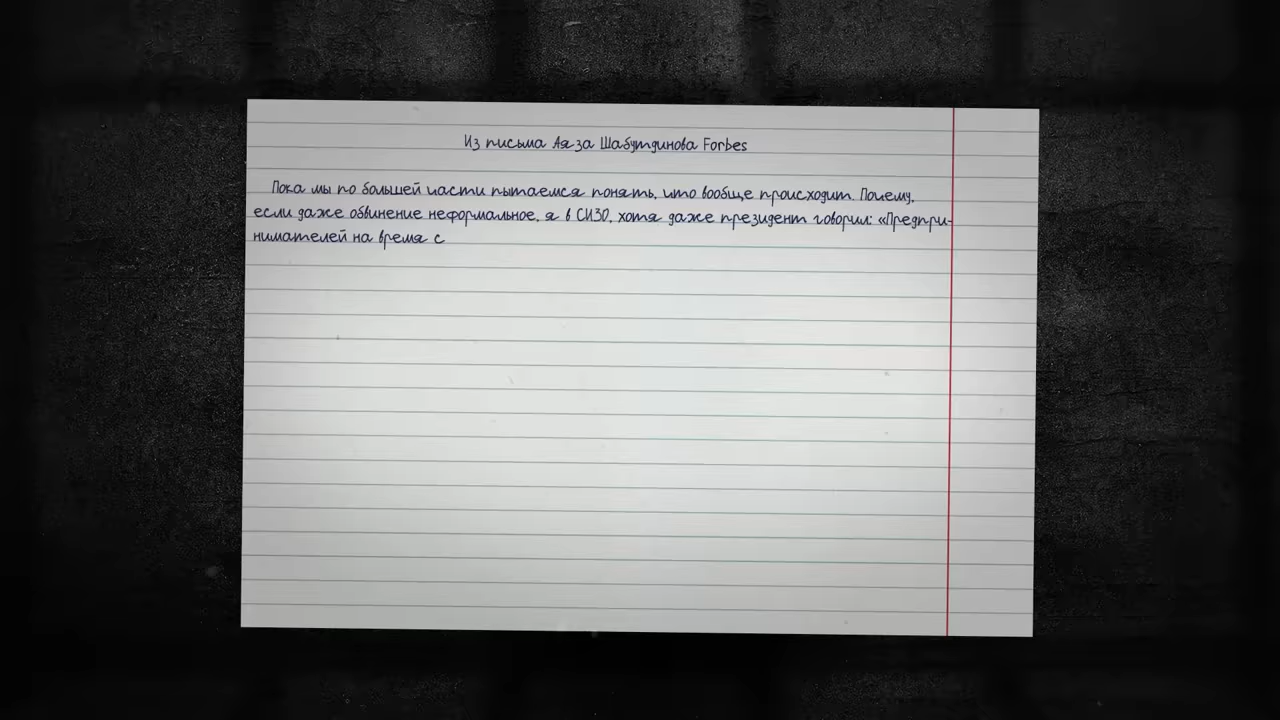 Из письма Аяза Шабутдинова Forbes
Пока мы по большей части пытаемся понять, что вообще происходит. Почему,
если даже обвинение неформальное, я в СИЗО, хотя даже президент говорил: «Предпри-
нимателей на время с